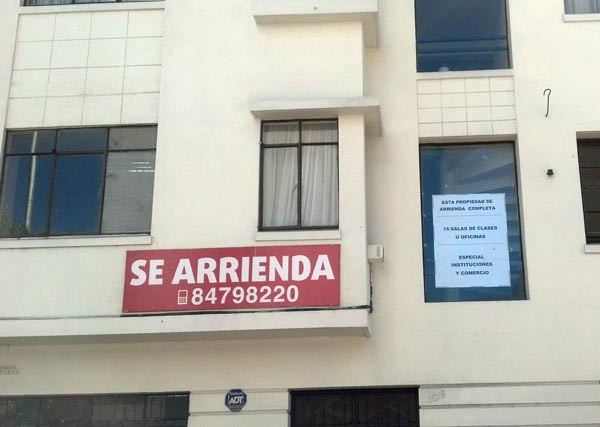 ESTA PROPIEDAD SE
ARRIENDA COMPLETA
15 SALAS DE CLASES
U OFICINAS
ESPECIAL
INSTITUCIONES
Y COMERCIO
SE ARRIENDA
84798220
ADT